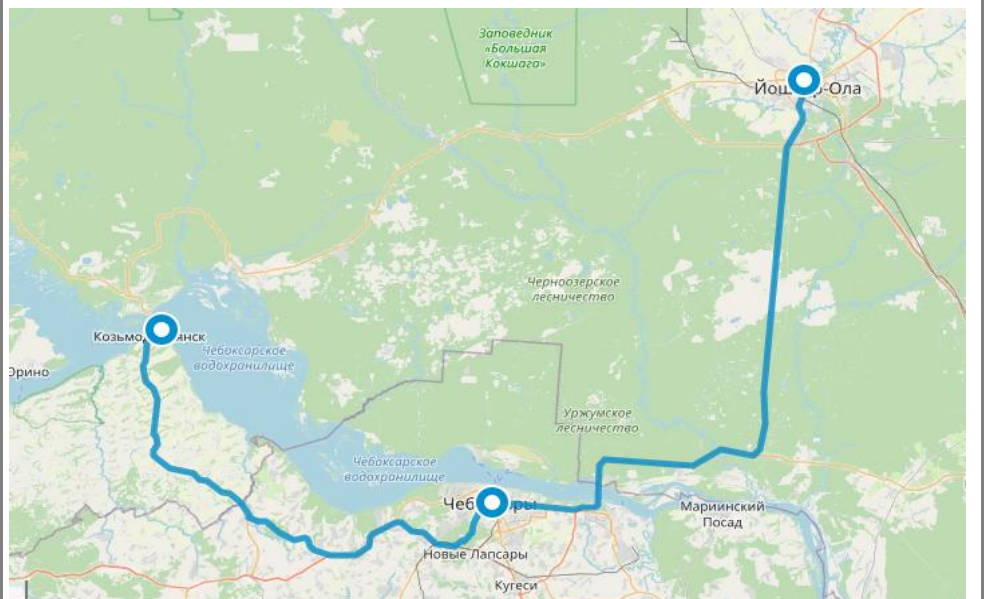 Заповедник
«Большая
Кокшага»
Черноозерское
лесничество
Чебоксарское
водохранилище
Уржумское
лесничество
Чебоксарское
водохранилище
Мариинский
Посад
Новые Лапсары
Кугеси